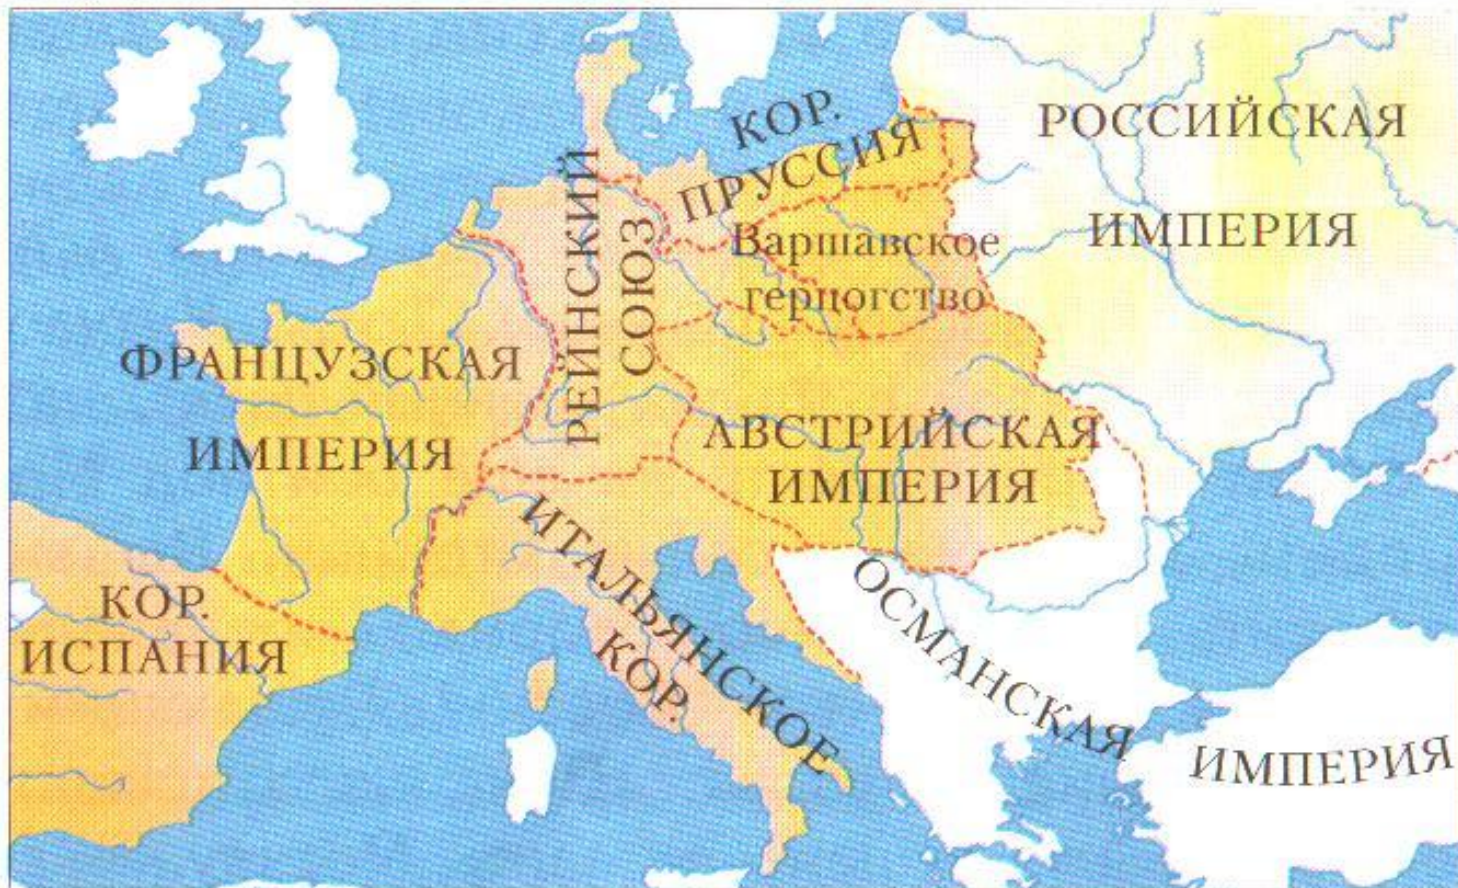 РОССИЙСКАЯ
ИМПЕРИЯ
КОР.
ПРУССИЯ
РЕЙНСКИЙ
СОЮЗ
Варшавское
герцогство
ФРАНЦУЗСКАЯ
ИМПЕРИЯ
АВСТРИЙСКАЯ
ИМПЕРИЯ
ИТАЛЬЯНСКОЕ
КОР.
КОР.
ИСПАНИЯ
ОСМАНСКАЯ
ИМПЕРИЯ